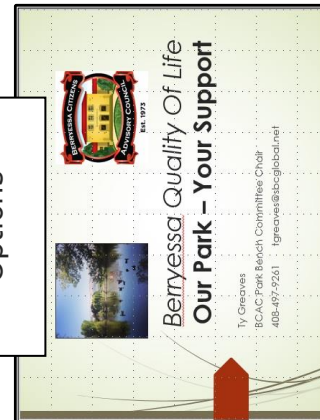 Options
BERRYESSA CITIZENS
ADVISORY COUNCIL
Est. 1973
Berryessa Quality Of Life
Our Park – Your Support
Ty Greaves
BCAC Park Bench Committee Chair
408-497-9261 tgreaves@sbcglobal.net